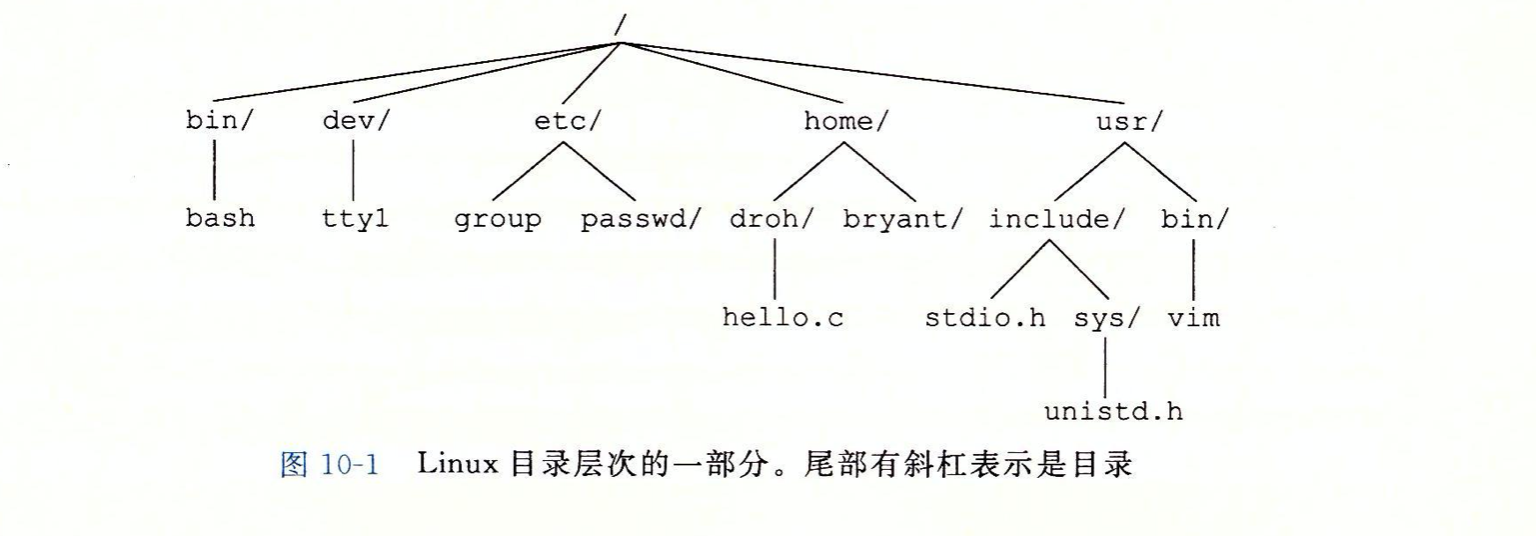 /
bin/ dev/ etc/ home/ usr/
bash tty1 group passwd/ droh/ bryant/ include/ bin/
hello.c stdio.h sys/ vim
unistd.h
图 10-1 Linux 目录层次的一部分。尾部有斜杠表示是目录